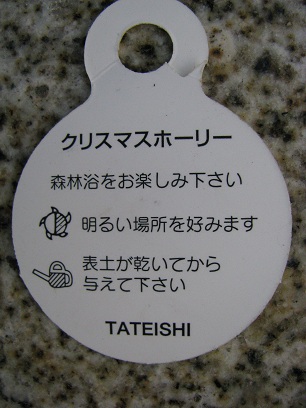 クリスマスホーリー
森林浴をお楽しみ下さい
明るい場所を好みます
表土が乾いてから
与えて下さい
TATEISHI